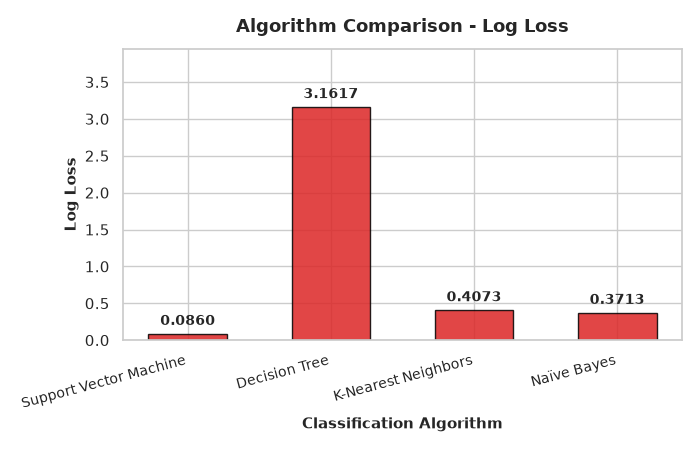 Algorithm Comparison - Log Loss
Log Loss
3.5
3.0
2.5
2.0
1.5
1.0
0.5
0.0
0.0860
3.1617
0.4073
0.3713
Support Vector Machine
Decision Tree
K-Nearest Neighbors
Naïve Bayes
Classification Algorithm